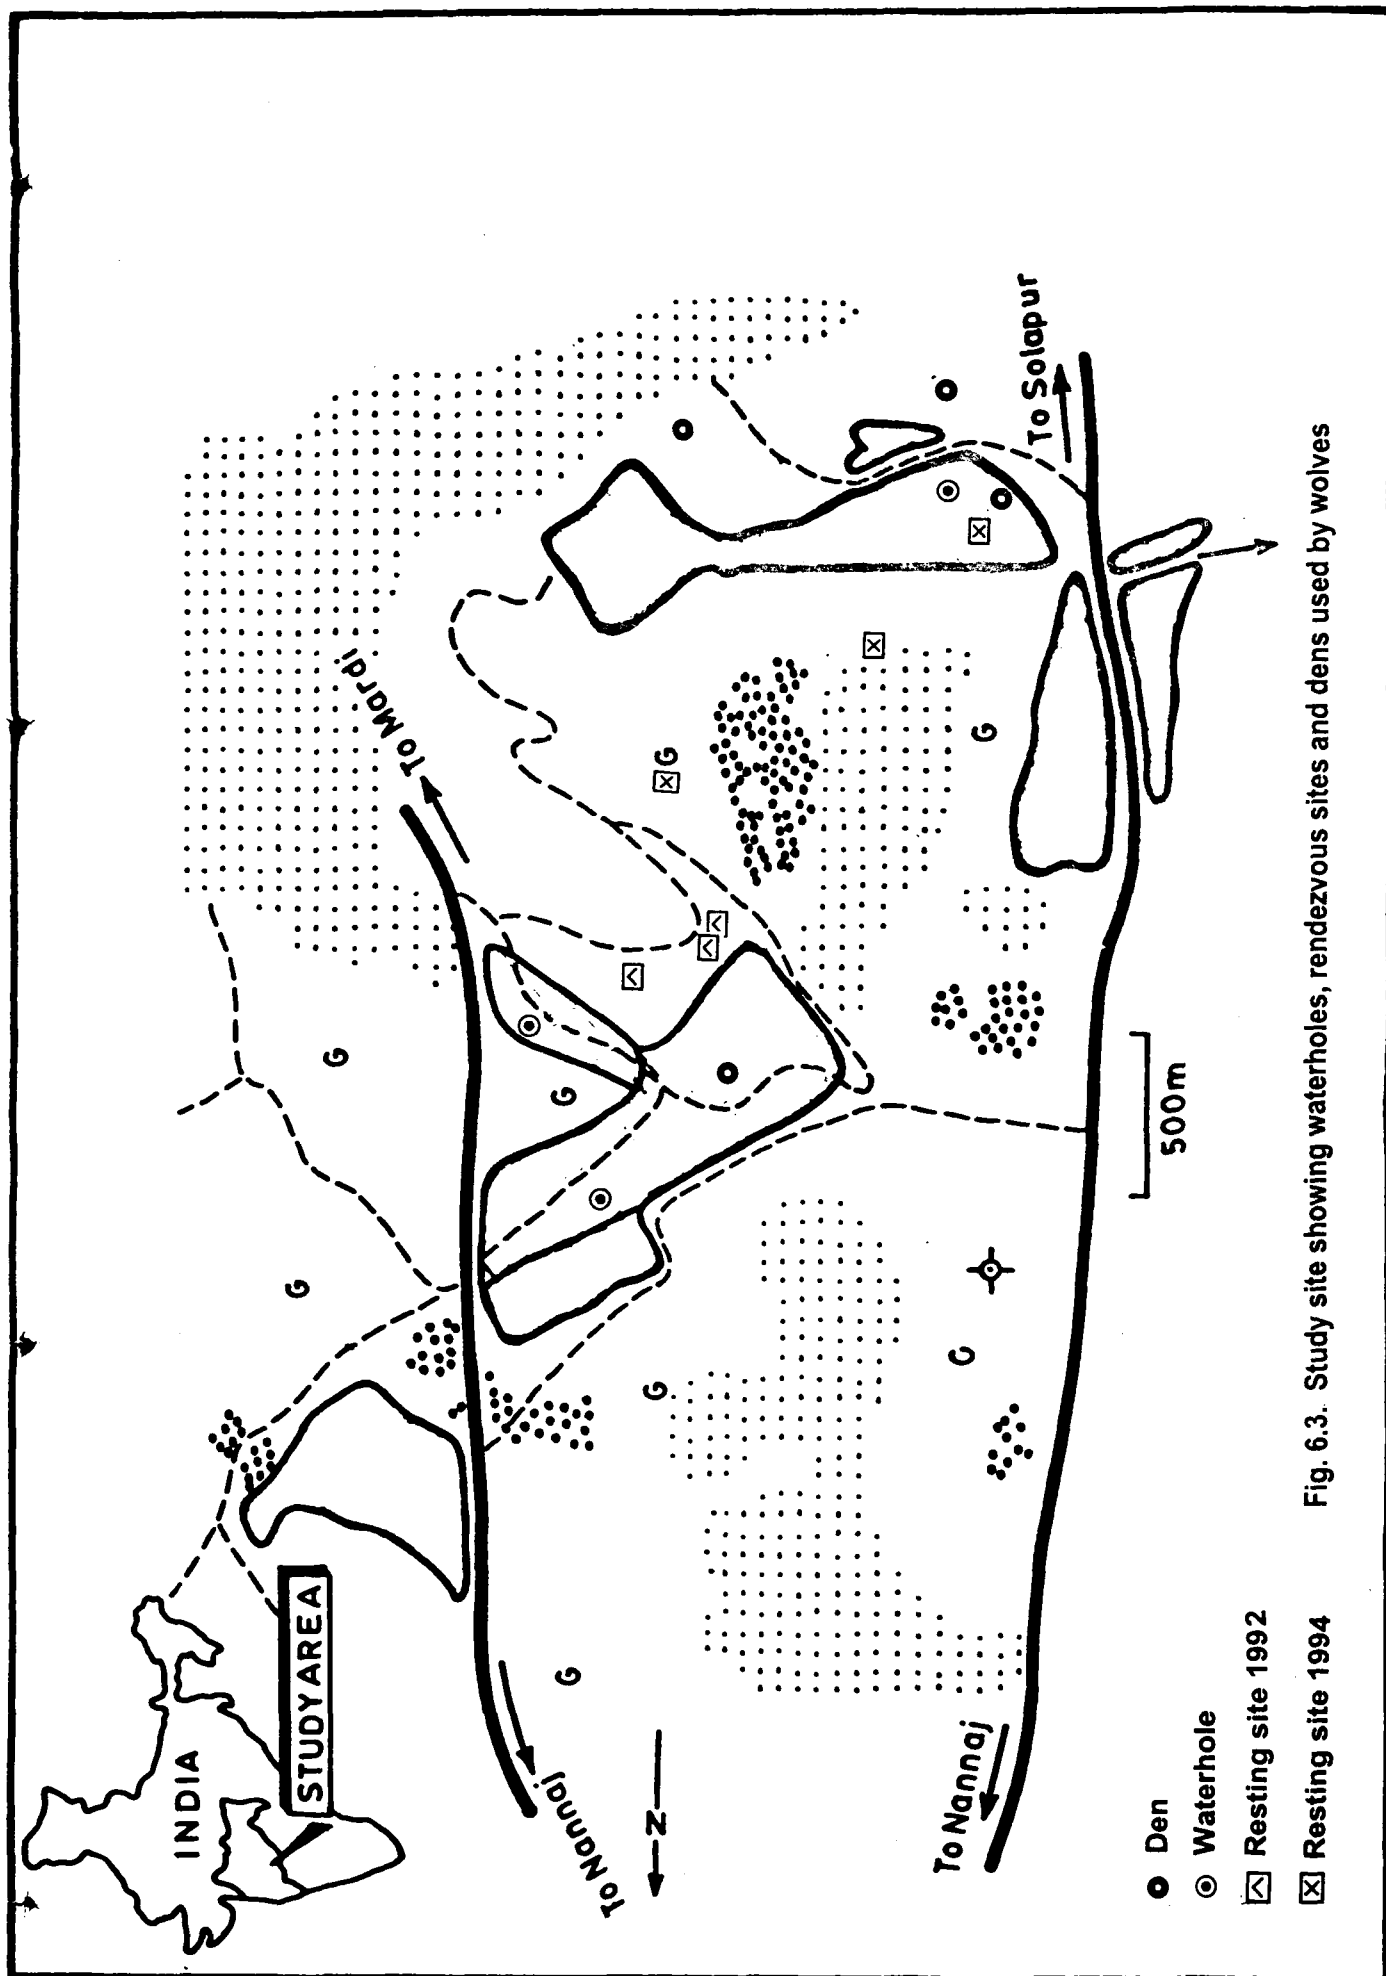 INDIA
STUDY AREA
To Mardi
To Nannaj
N
To Nannaj
To Solapur
G
G
G
G
G
G
G
G
500m
Den
Waterhole
Resting site 1992
Resting site 1994
Fig. 6.3. Study site showing waterholes, rendezvous sites and dens used by wolves